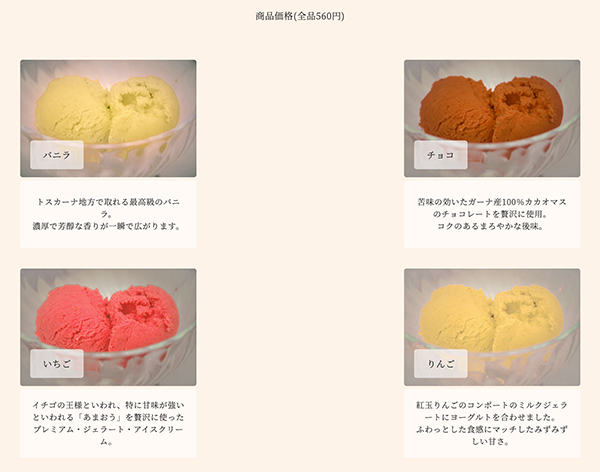 商品価格(全品560円)
バニラ
チョコ
トスカーナ地方で取れる最高級のバニ
ラ。
濃厚で芳醇な香りが一瞬で広がります。
苦味の効いたガーナ産100%カカオマス
のチョコレートを贅沢に使用。
コクのあるまろやかな後味。
いちご
りんご
イチゴの王様といわれ、特に甘味が強い
といわれる「あまおう」を贅沢に使った
プレミアム・ジェラート・アイスクリー
ム。
紅玉りんごのコンポートのミルクジェラ
ートにヨーグルトを合わせました。
ふわっとした食感にマッチしたみずみず
しい甘さ。